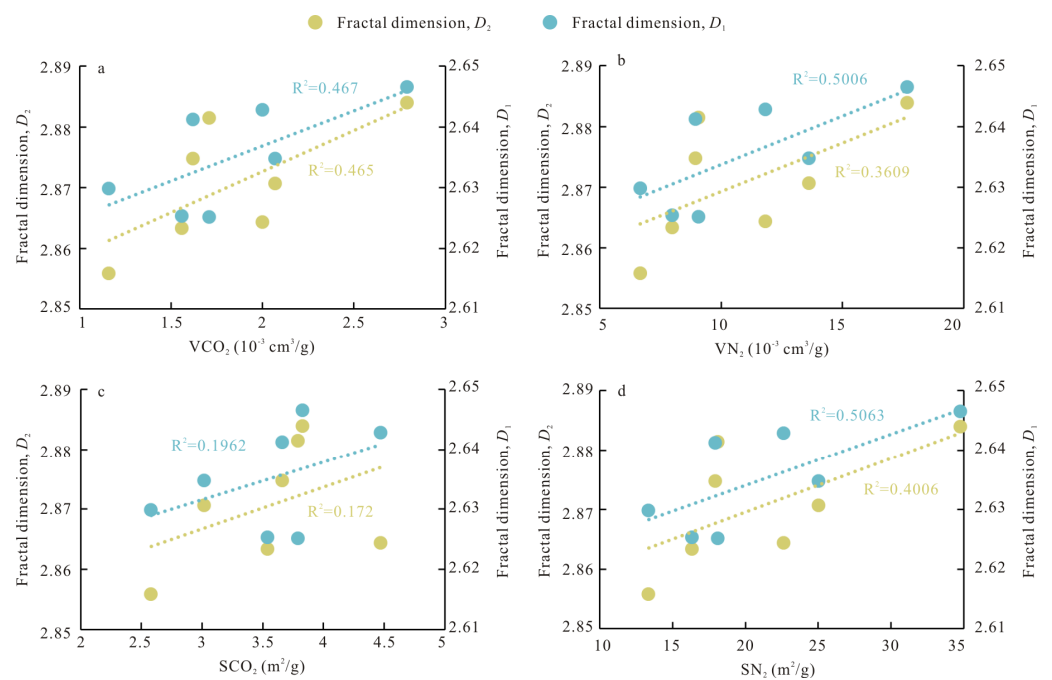 Fractal dimension, D₂
Fractal dimension, D₁
a
2.89
2.88
2.87
2.86
2.85
Fractal dimension, D₂
R²=0.467
R²=0.465
2.65
2.64
2.63
2.62
2.61
Fractal dimension, D₁
1
1.5
2
2.5
3
VCO₂ (10⁻³ cm³/g)
b
2.89
2.88
2.87
2.86
2.85
Fractal dimension, D₂
R²=0.5006
R²=0.3609
2.65
2.64
2.63
2.62
2.61
Fractal dimension, D₁
5
10
15
20
VN₂ (10⁻³ cm³/g)
c
2.89
2.88
2.87
2.86
2.85
Fractal dimension, D₂
R²=0.1962
R²=0.172
2.65
2.64
2.63
2.62
2.61
Fractal dimension, D₁
2
2.5
3
3.5
4
4.5
5
SCO₂ (m²/g)
d
2.89
2.88
2.87
2.86
2.85
Fractal dimension, D₂
R²=0.5063
R²=0.4006
2.65
2.64
2.63
2.62
2.61
Fractal dimension, D₁
10
15
20
25
30
35
SN₂ (m²/g)